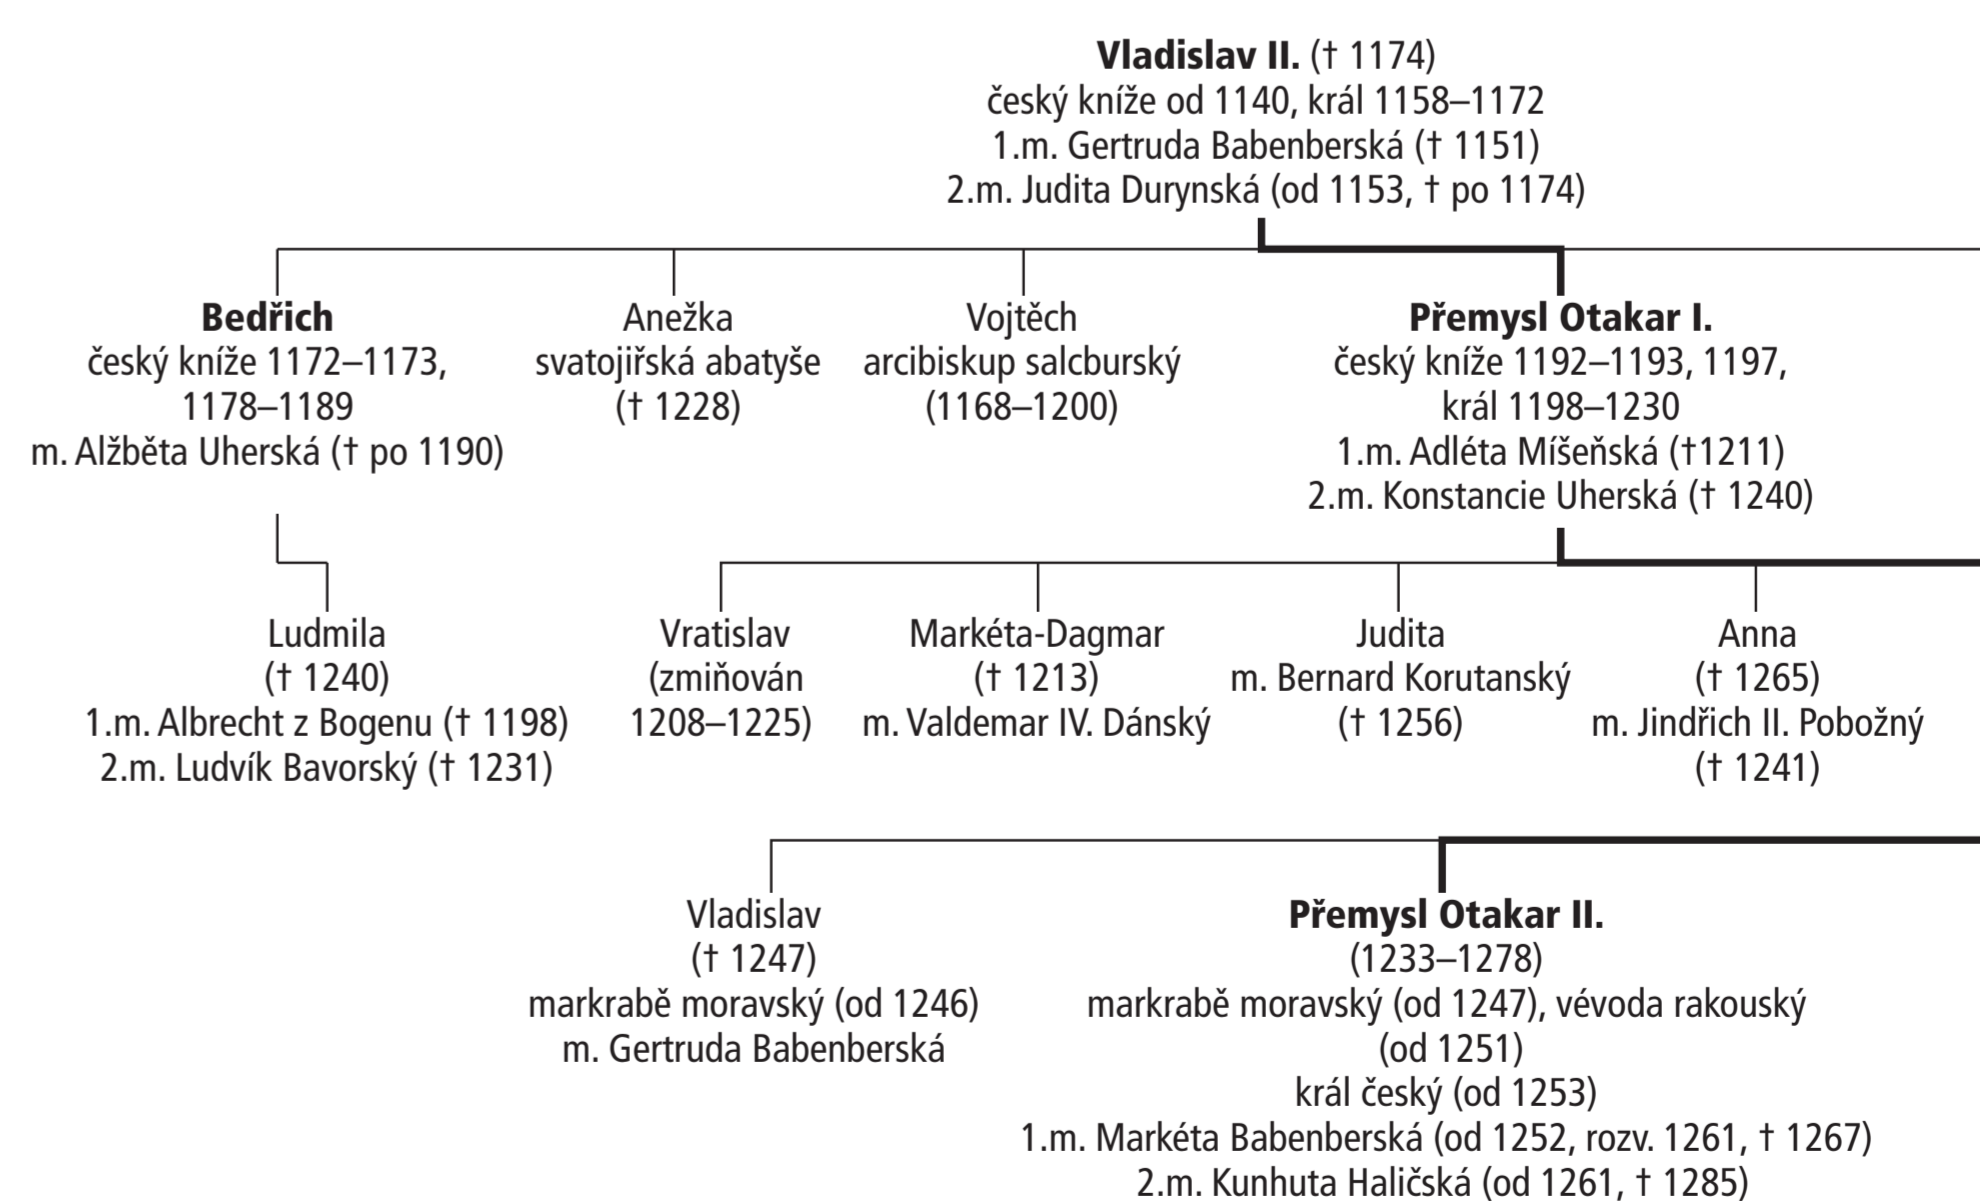 Vladislav II. († 1174)
český kníže od 1140, král 1158–1172
1.m. Gertruda Babenberská († 1151)
2.m. Judita Durynská (od 1153, † po 1174)
Bedřich
český kníže 1172–1173,
1178–1189
m. Alžběta Uherská († po 1190)
Anežka
svatojiřská abatyše
(† 1228)
Vojtěch
arcibiskup salcburský
(1168–1200)
Přemysl Otakar I.
český kníže 1192–1193, 1197,
král 1198–1230
1.m. Adléta Míšeňská (†1211)
2.m. Konstancie Uherská († 1240)
Ludmila
(† 1240)
1.m. Albrecht z Bogenu († 1198)
2.m. Ludvík Bavorský († 1231)
Vratislav
(zmiňován
1208–1225)
Markéta-Dagmar
(† 1213)
m. Valdemar IV. Dánský
Judita
m. Bernard Korutanský
(† 1256)
Anna
(† 1265)
m. Jindřich II. Pobožný
(† 1241)
Vladislav
(† 1247)
markrabě moravský (od 1246)
m. Gertruda Babenberská
Přemysl Otakar II.
(1233–1278)
markrabě moravský (od 1247), vévoda rakouský
(od 1251)
král český (od 1253)
1.m. Markéta Babenberská (od 1252, rozv. 1261, † 1267)
2.m. Kunhuta Haličská (od 1261, † 1285)